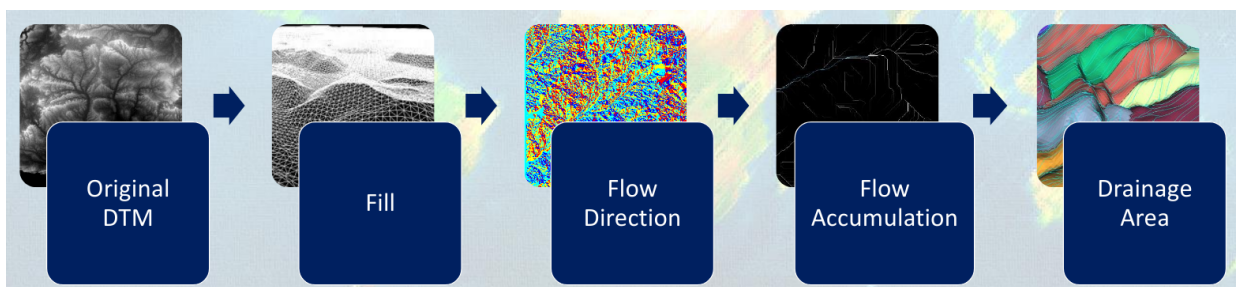 Original
DTM
Fill
Flow
Direction
Flow
Accumulation
Drainage
Area